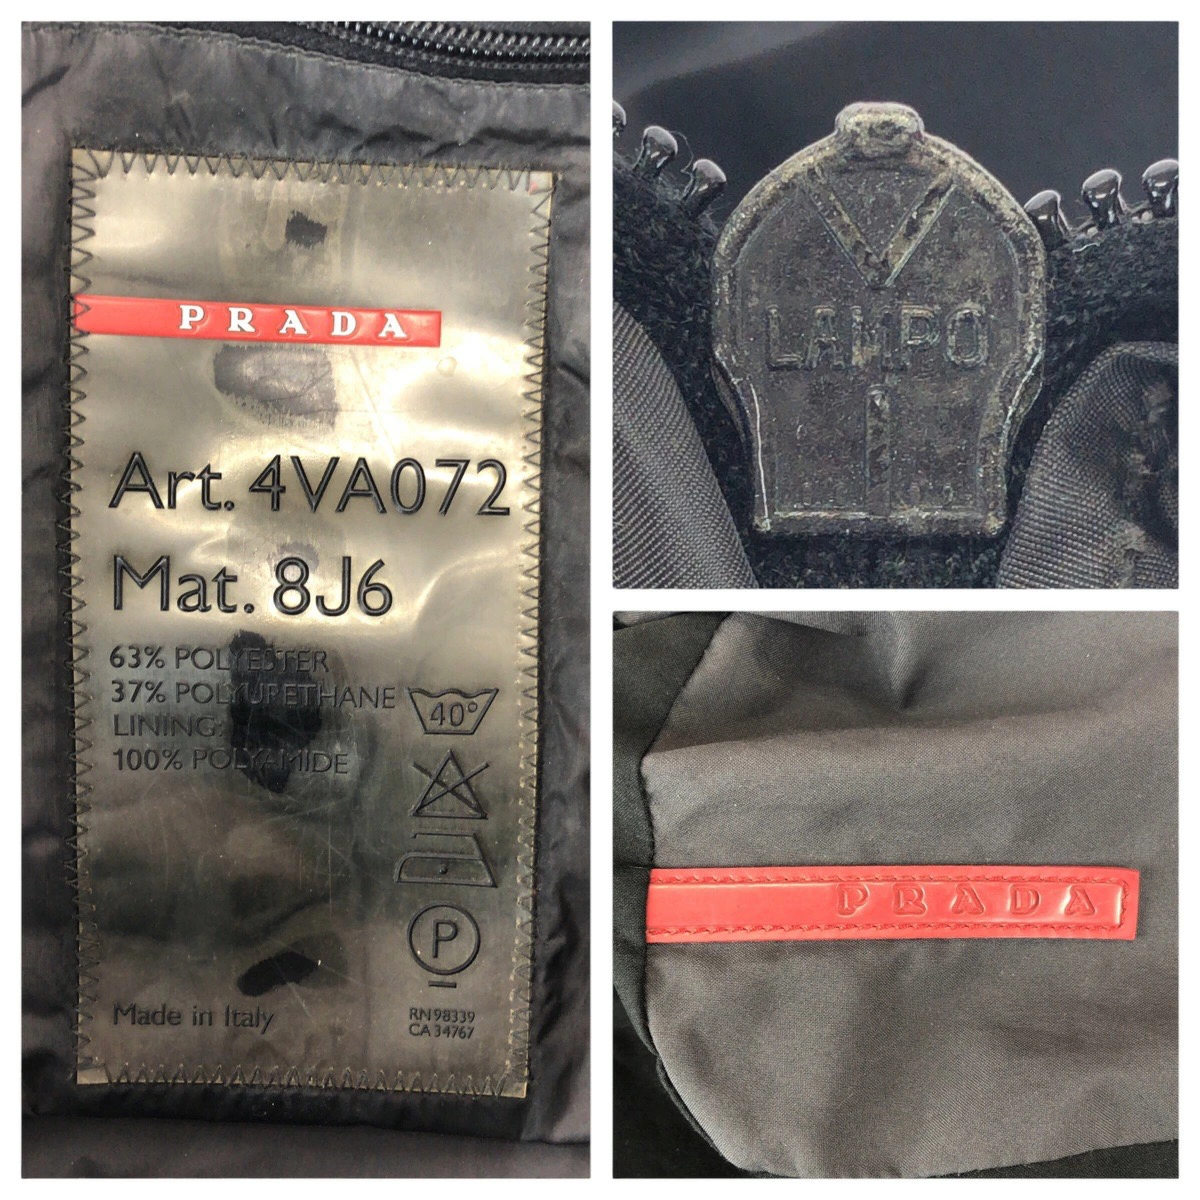 PRADA
Art. 4VA072
Mat. 8J6
63% POLYESTER
37% POLYURETHANE
LINING:
100% POLYAMIDE
40°
P
Made in Italy
RN 98339
CA 34767
LAMPO
PRADA